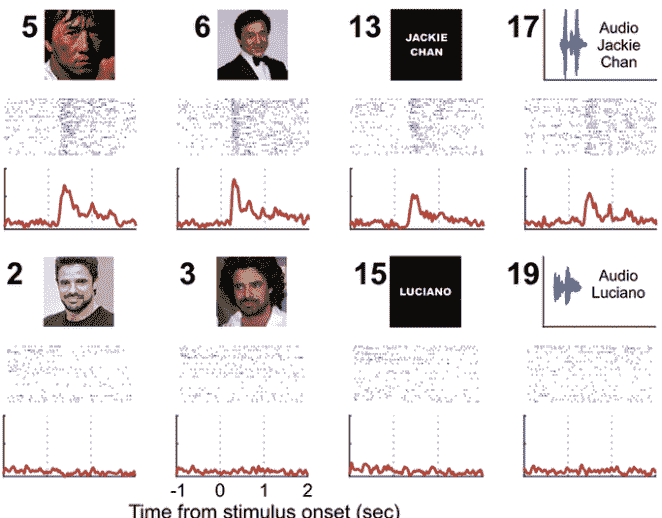 5
6
13
JACKIE
CHAN
17
Audio
Jackie
Chan
2
3
15
LUCIANO
19
Audio
Luciano
-1 0 1 2
Time from stimulus onset (sec)